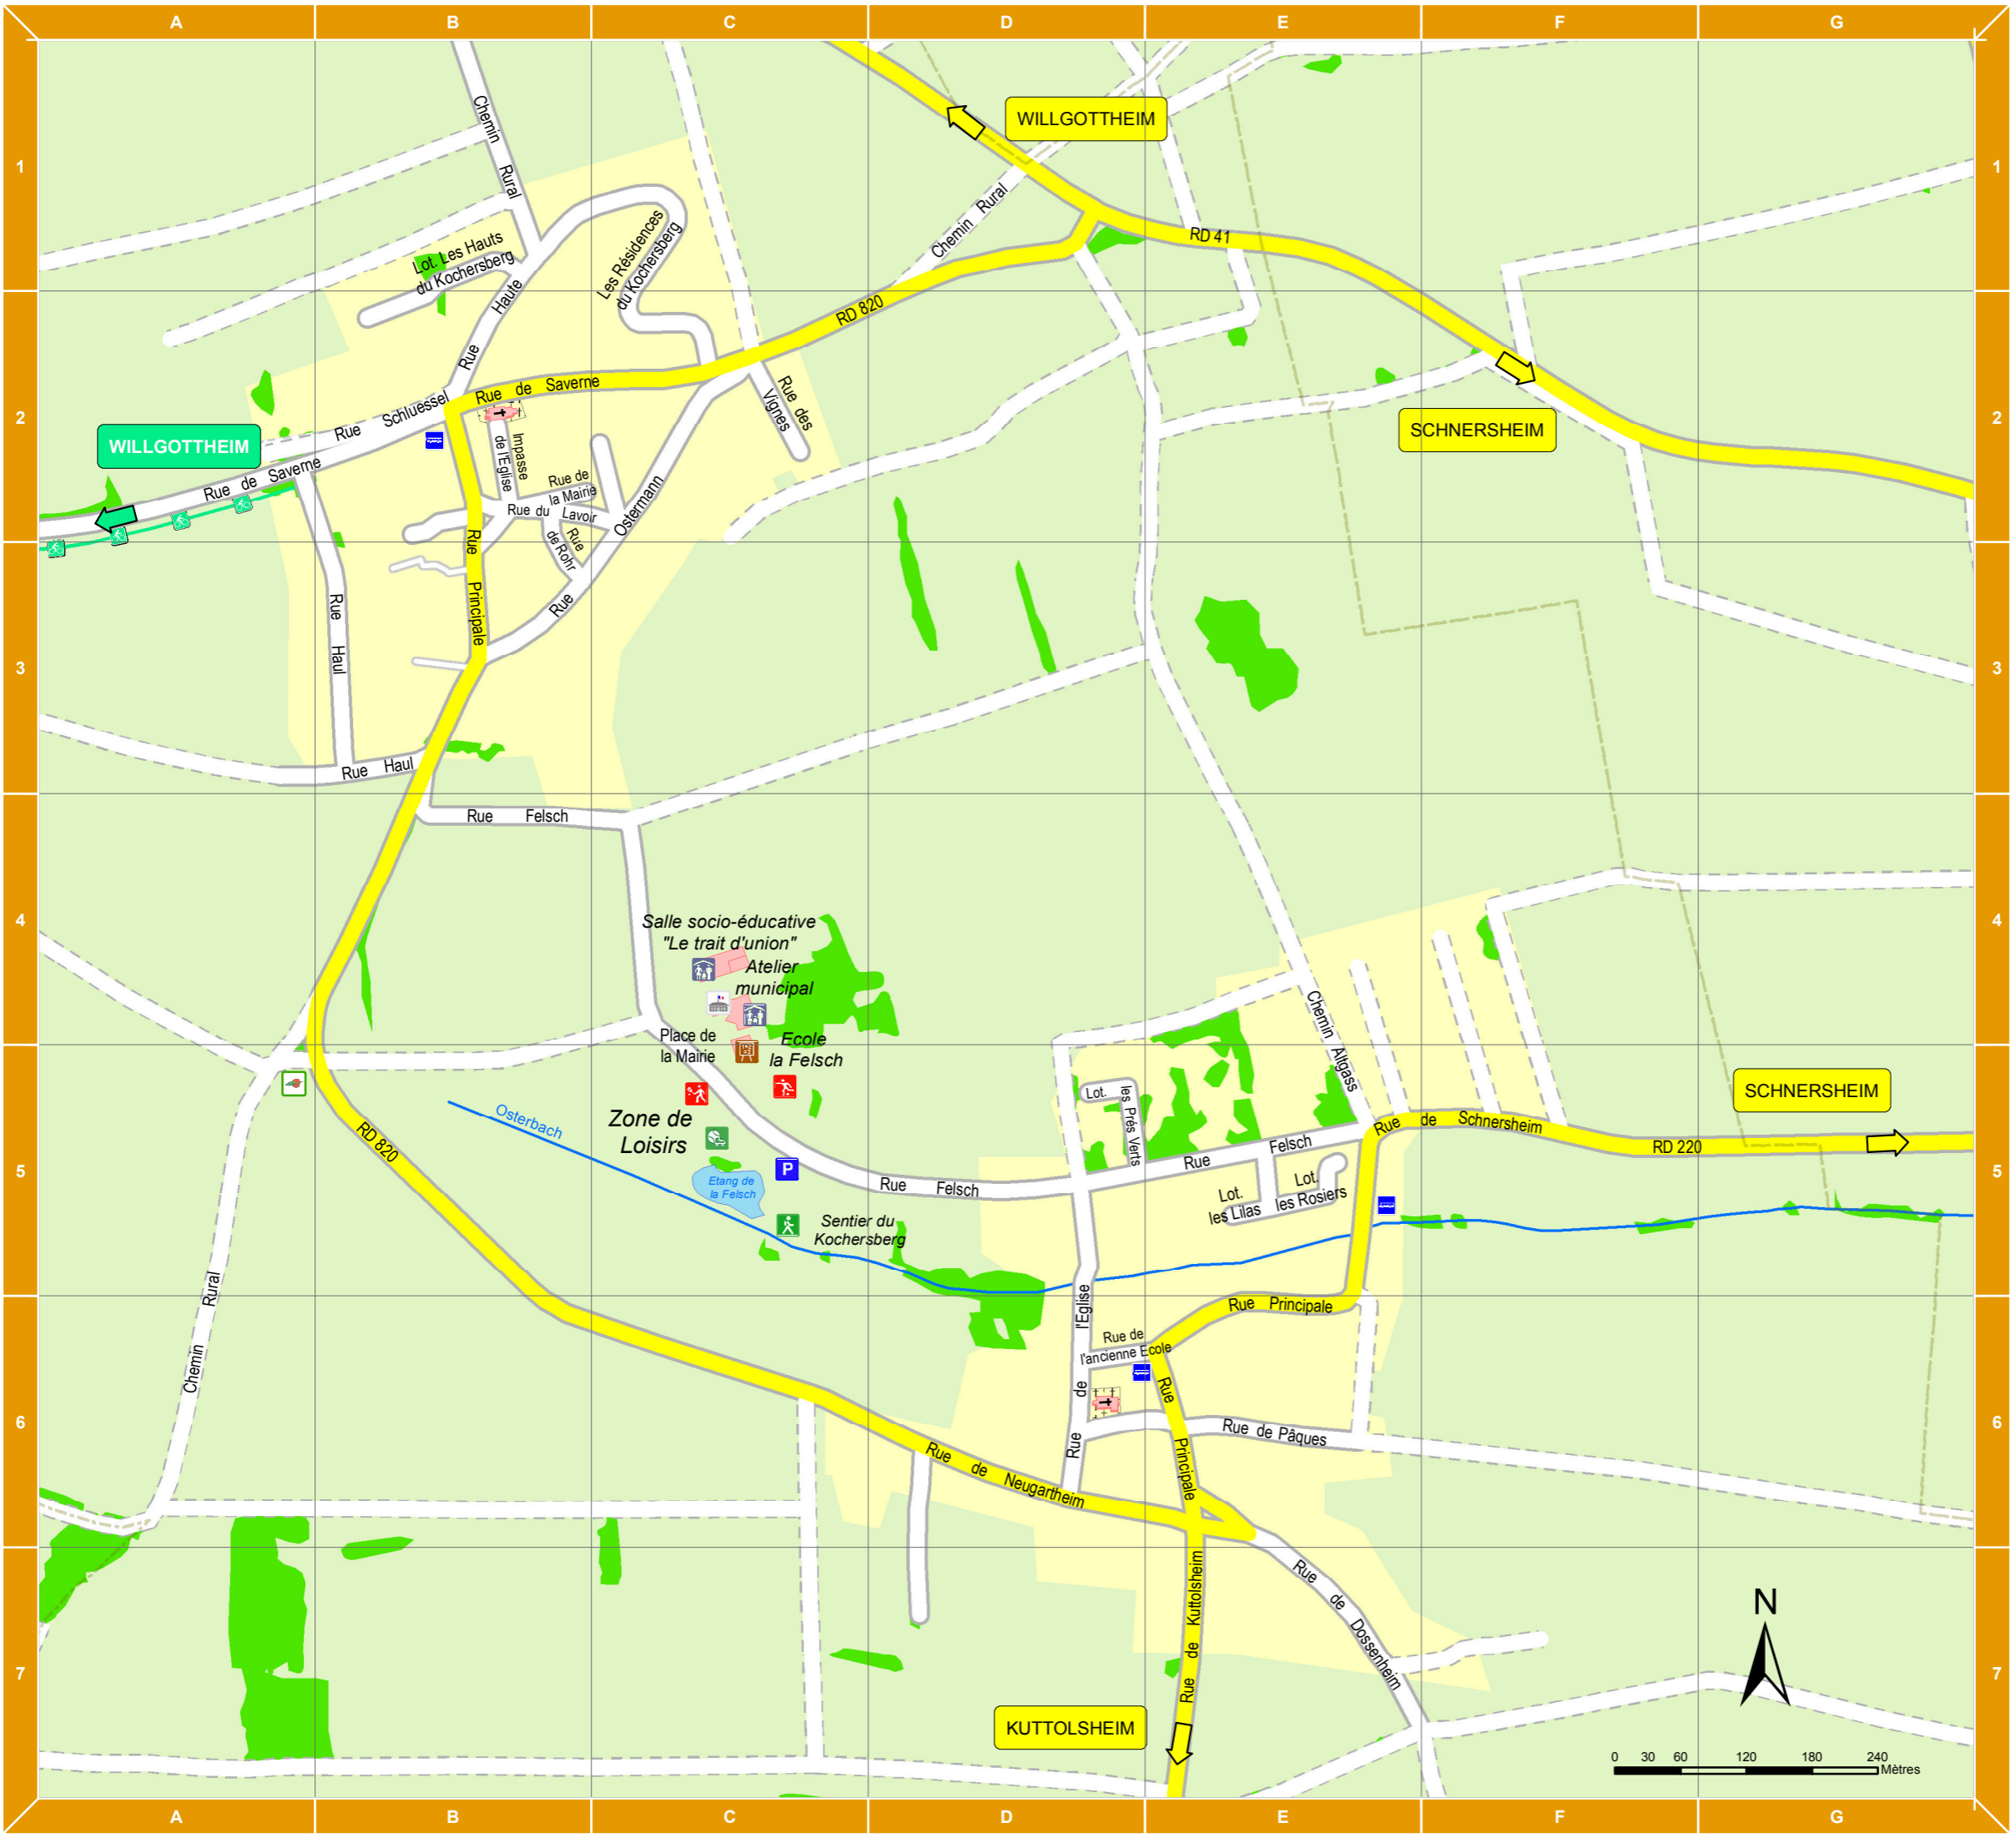 A B C D E F G
1 1
2 2
3 3
4 4
5 5
6 6
7 7
WILLGOTTHEIM
Chemin Rural
Chemin Rural
RD 41
Lot. Les Hauts
du Kochersberg
Les Résidences
du Kochersberg
Rue Haute
RD 820
Rue de Saverne
Rue des
Vignes
Rue Schluessel
WILLGOTTHEIM
Rue de Saverne
SCHNERSHEIM
Impasse
de l'Eglise
Rue de
la Mairie
Rue du Lavoir
Rue
de Rohr
Rue Ostermann
Rue Principale
Rue Haul
Rue Haul
Rue Felsch
Salle socio-éducative
"Le trait d'union"
Atelier
municipal
Place de
la Mairie
Ecole
la Felsch
Chemin Altgass
Zone de
Loisirs
Osterbach
RD 820
P
Etang de
la Felsch
Sentier du
Kochersberg
Rue Felsch
Lot.
les Prés Verts
Rue Felsch
Lot.
les Lilas
Lot.
les Rosiers
Rue de Schnersheim
RD 220
SCHNERSHEIM
Chemin Rural
Rue de l'Eglise
Rue Principale
Rue de
l'ancienne Ecole
Rue Principale
Rue de Pâques
Rue de Neugartheim
Rue de Kuttolsheim
Rue de Dossenheim
KUTTOLSHEIM
N
0 30 60 120 180 240
Mètres
A B C D E F G